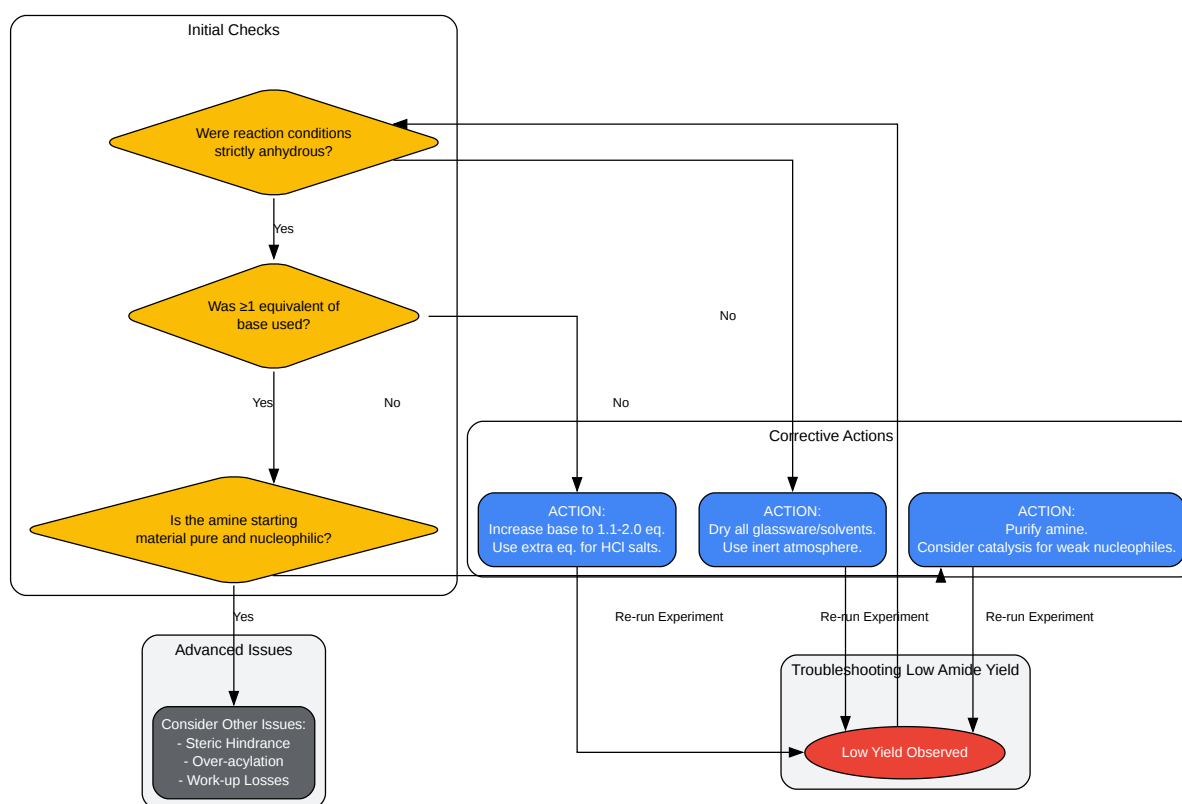 Initial Checks
Were reaction conditions
strictly anhydrous?
Yes
Was ≥1 equivalent of
base used?
No
Yes
No
No
Corrective Actions
Is the amine starting
material pure and nucleophilic?
ACTION:
Increase base to 1.1-2.0 eq.
Use extra eq. for HCl salts.
ACTION:
Dry all glassware/solvents.
Use inert atmosphere.
ACTION:
Purify amine.
Consider catalysis for weak nucleophiles.
Yes
Re-run Experiment
Re-run Experiment
Re-run Experiment
Advanced Issues
Consider Other Issues:
- Steric Hindrance
- Over-acylation
- Work-up Losses
Troubleshooting Low Amide Yield
Low Yield Observed